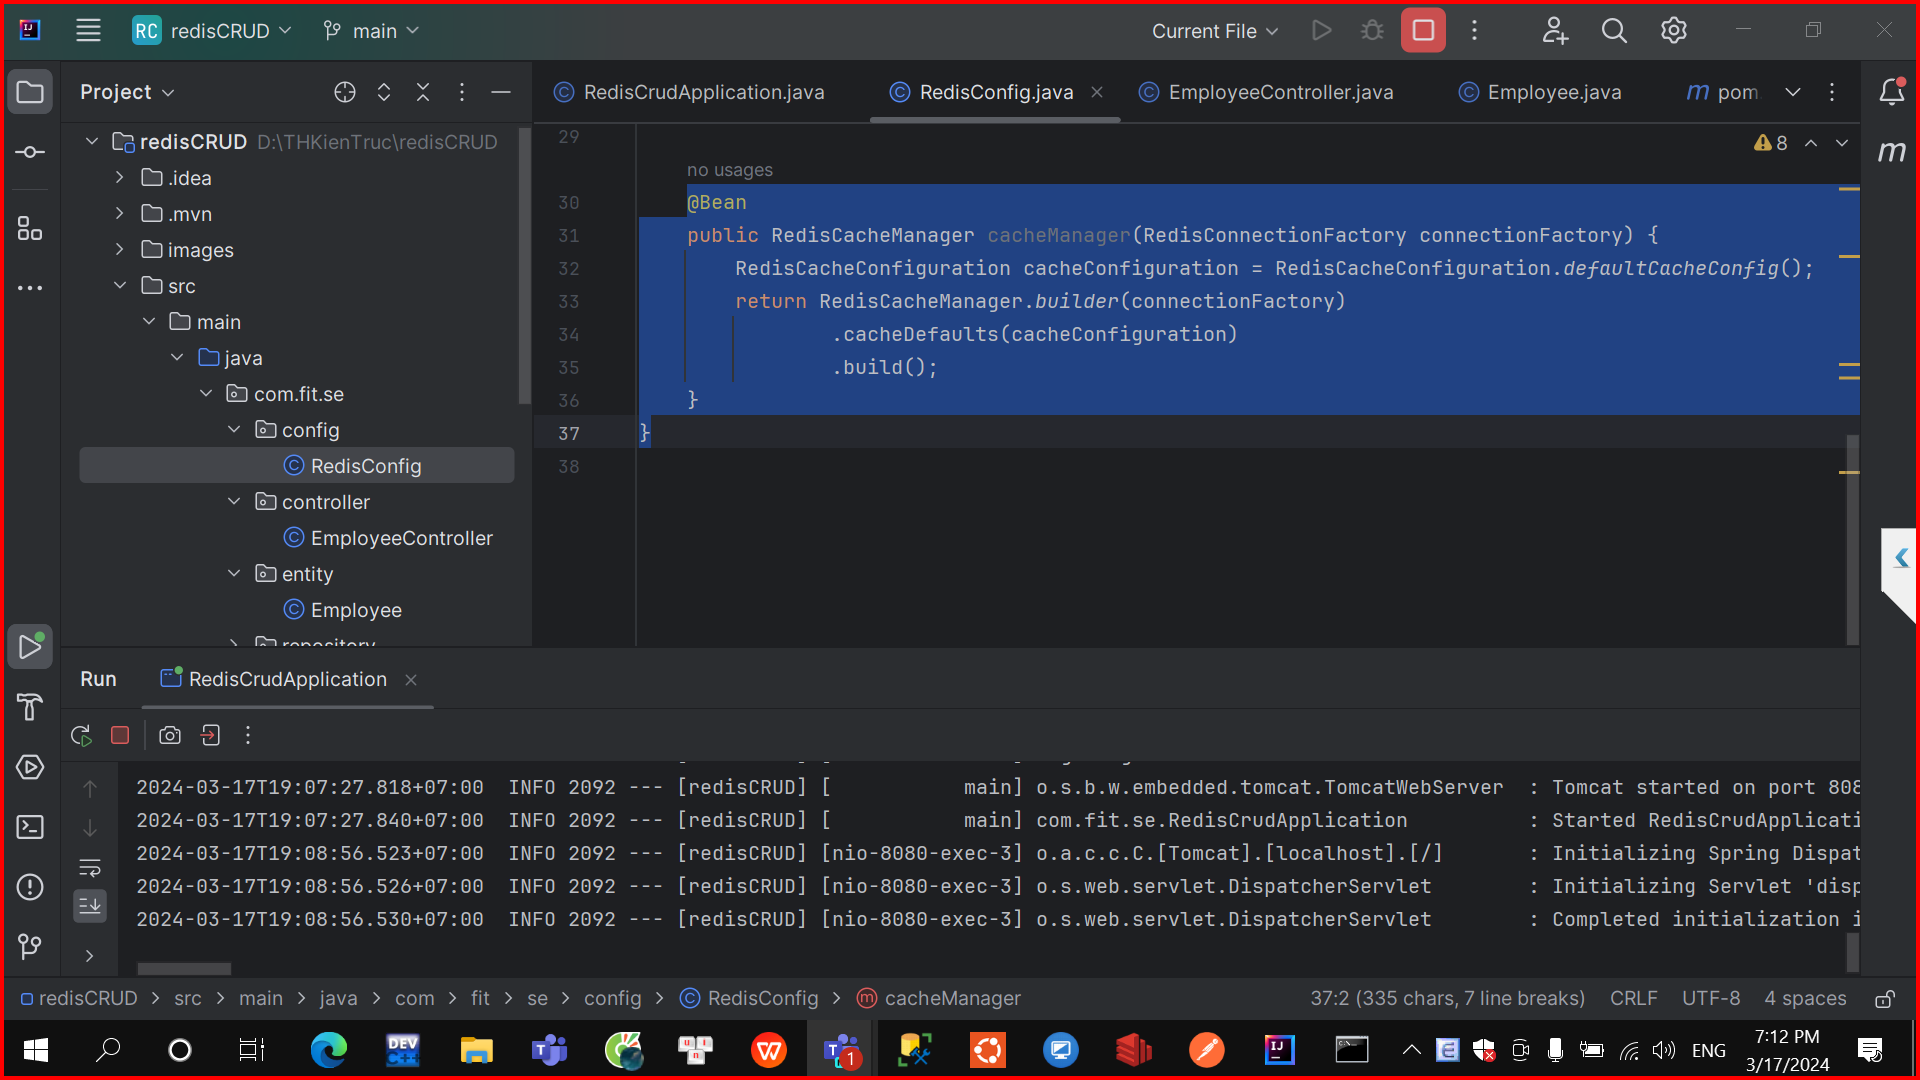 RC redisCRUD main Current File
Project
RedisCrudApplication.java RedisConfig.java EmployeeController.java Employee.java m pom
redisCRUD D:\THKienTruc\redisCRUD
.idea
.mvn
images
src
main
java
com.fit.se
config
RedisConfig
controller
EmployeeController
entity
Employee
repository
29
8
no usages
30 @Bean
31 public RedisCacheManager cacheManager(RedisConnectionFactory connectionFactory) {
32 RedisCacheConfiguration cacheConfiguration = RedisCacheConfiguration.defaultCacheConfig();
33 return RedisCacheManager.builder(connectionFactory)
34 .cacheDefaults(cacheConfiguration)
35 .build();
36 }
37 }
38
m
Run RedisCrudApplication
2024-03-17T19:07:27.818+07:00 INFO 2092 --- [redisCRUD] [ main] o.s.b.w.embedded.tomcat.TomcatWebServer : Tomcat started on port 808
2024-03-17T19:07:27.840+07:00 INFO 2092 --- [redisCRUD] [ main] com.fit.se.RedisCrudApplication : Started RedisCrudApplicati
2024-03-17T19:08:56.523+07:00 INFO 2092 --- [redisCRUD] [nio-8080-exec-3] o.a.c.c.C.[Tomcat].[localhost].[/] : Initializing Spring Dispat
2024-03-17T19:08:56.526+07:00 INFO 2092 --- [redisCRUD] [nio-8080-exec-3] o.s.web.servlet.DispatcherServlet : Initializing Servlet 'disp
2024-03-17T19:08:56.530+07:00 INFO 2092 --- [redisCRUD] [nio-8080-exec-3] o.s.web.servlet.DispatcherServlet : Completed initialization i
redisCRUD > src > main > java > com > fit > se > config > RedisConfig > cacheManager 37:2 (335 chars, 7 line breaks) CRLF UTF-8 4 spaces
DEV C++ 1 ENG
7:12 PM
3/17/2024